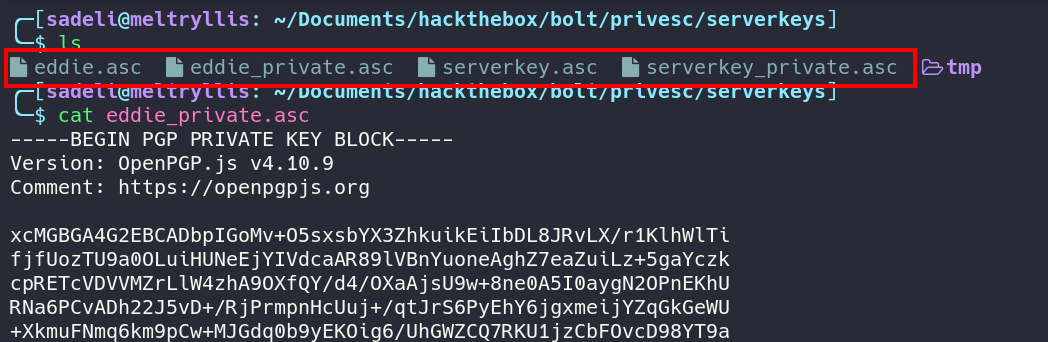 ┌─[sadeli@meltryllis: ~/Documents/hackthebox/bolt/privesc/serverkeys]
└─$ ls
eddie.asc eddie_private.asc serverkey.asc serverkey_private.asc tmp
┌─[sadeli@meltryllis: ~/Documents/hackthebox/bolt/privesc/serverkeys]
└─$ cat eddie_private.asc
-----BEGIN PGP PRIVATE KEY BLOCK-----
Version: OpenPGP.js v4.10.9
Comment: https://openpgpjs.org

xcMGBGA4G2EBCADbpIGoMv+O5sxsbYX3ZhkuikEiIbDL8JRvLX/r1KlhWlTi
fjfUozTU9a0OLuiHUNeEjYIVdcaAR89lVBnYuoneAghZ7eaZuiLz+5gaYczk
cpRETcVDVVMZrLlW4zhA9OXfQY/d4/OXaAjsU9w+8ne0A5I0aygN2OPnEKhU
RNa6PCvADh22J5vD+/RjPrmpnHcUuj+/qtJrS6PyEhY6jgxmeijYZqGkGeWU
+XkmuFNmq6km9pCw+MJGdq0b9yEKOig6/UhGWZCQ7RKU1jzCbFOvcD98YT9a